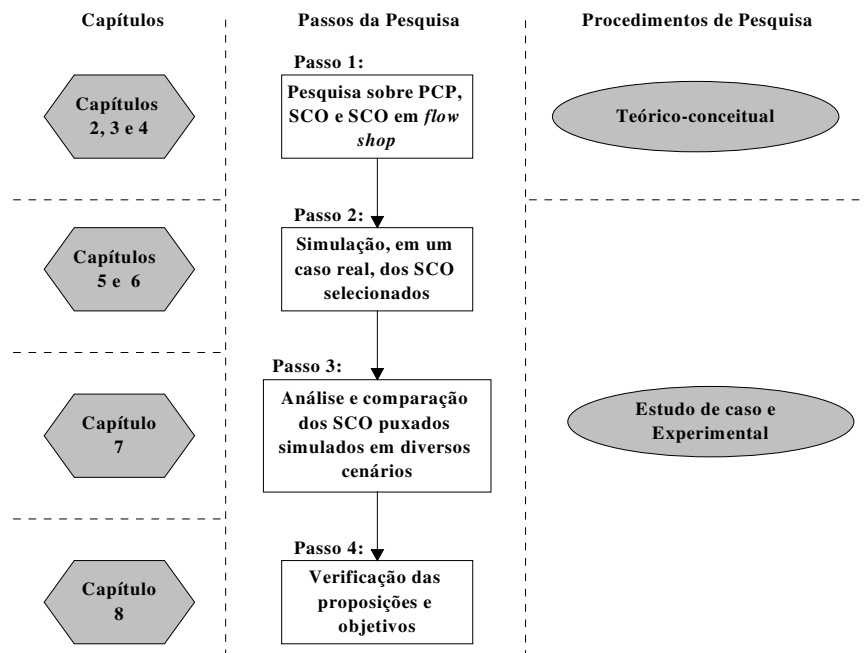 Capítulos
Passos da Pesquisa
Procedimentos de Pesquisa
Capítulos
2, 3 e 4
Passo 1:
Pesquisa sobre PCP,
SCO e SCO em flow
shop
Teórico-conceitual
Capítulos
5 e 6
Passo 2:
Simulação, em um
caso real, dos SCO
selecionados
Capítulo
7
Passo 3:
Análise e comparação
dos SCO puxados
simulados em diversos
cenários
Estudo de caso e
Experimental
Capítulo
8
Passo 4:
Verificação das
proposições e
objetivos